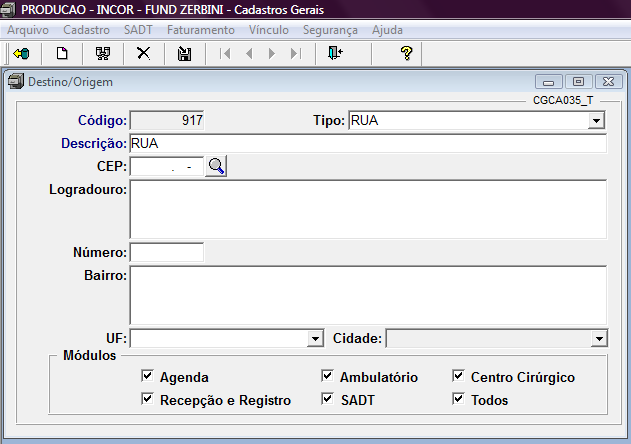 PRODUCAO - INCOR - FUND ZERBINI - Cadastros Gerais
Arquivo Cadastro SADT Faturamento Vínculo Segurança Ajuda
Destino/Origem
CGCA035_T
Código: 917 Tipo: RUA
Descrição: RUA
CEP: . -
Logradouro:
Número:
Bairro:
UF: Cidade:
Módulos
Agenda Ambulatório Centro Cirúrgico
Recepção e Registro SADT Todos